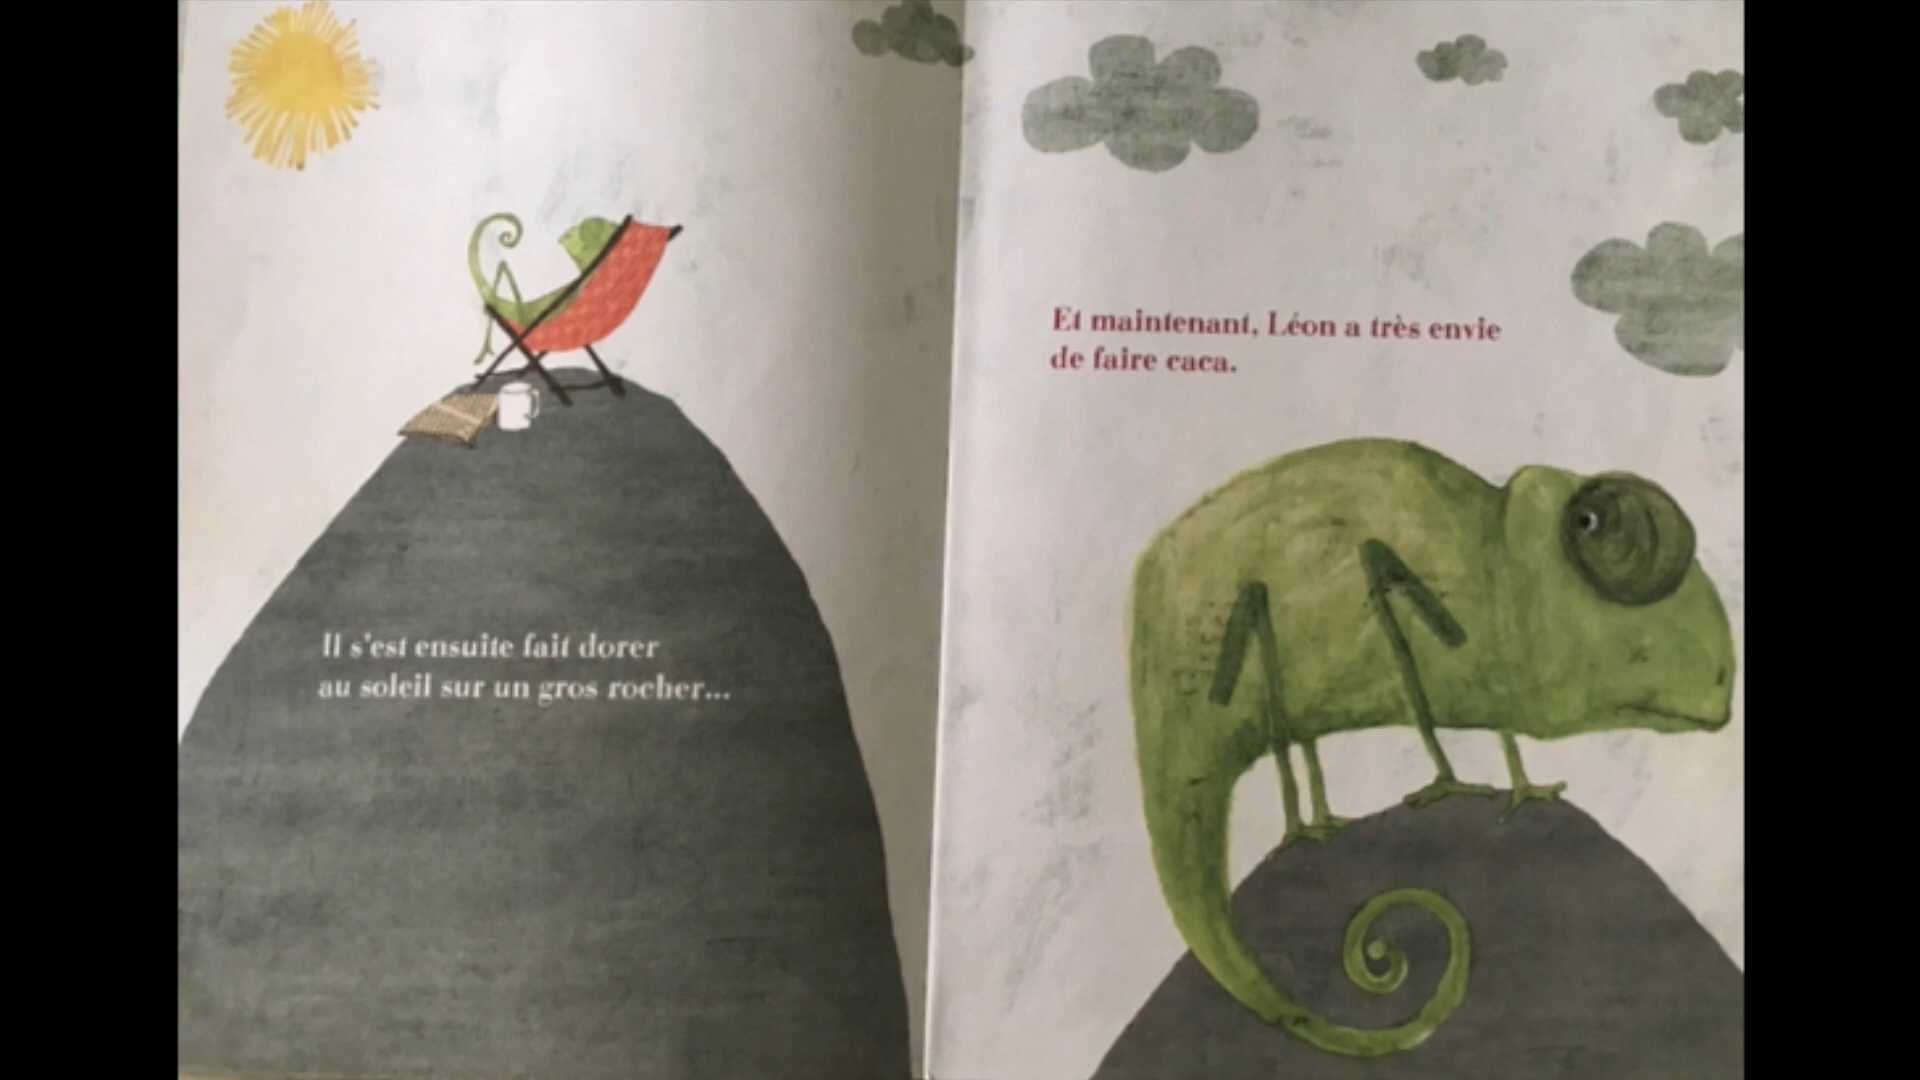 Il s'est ensuite fait dorer
au soleil sur un gros rocher...
Et maintenant, Léon a très envie
de faire caca.